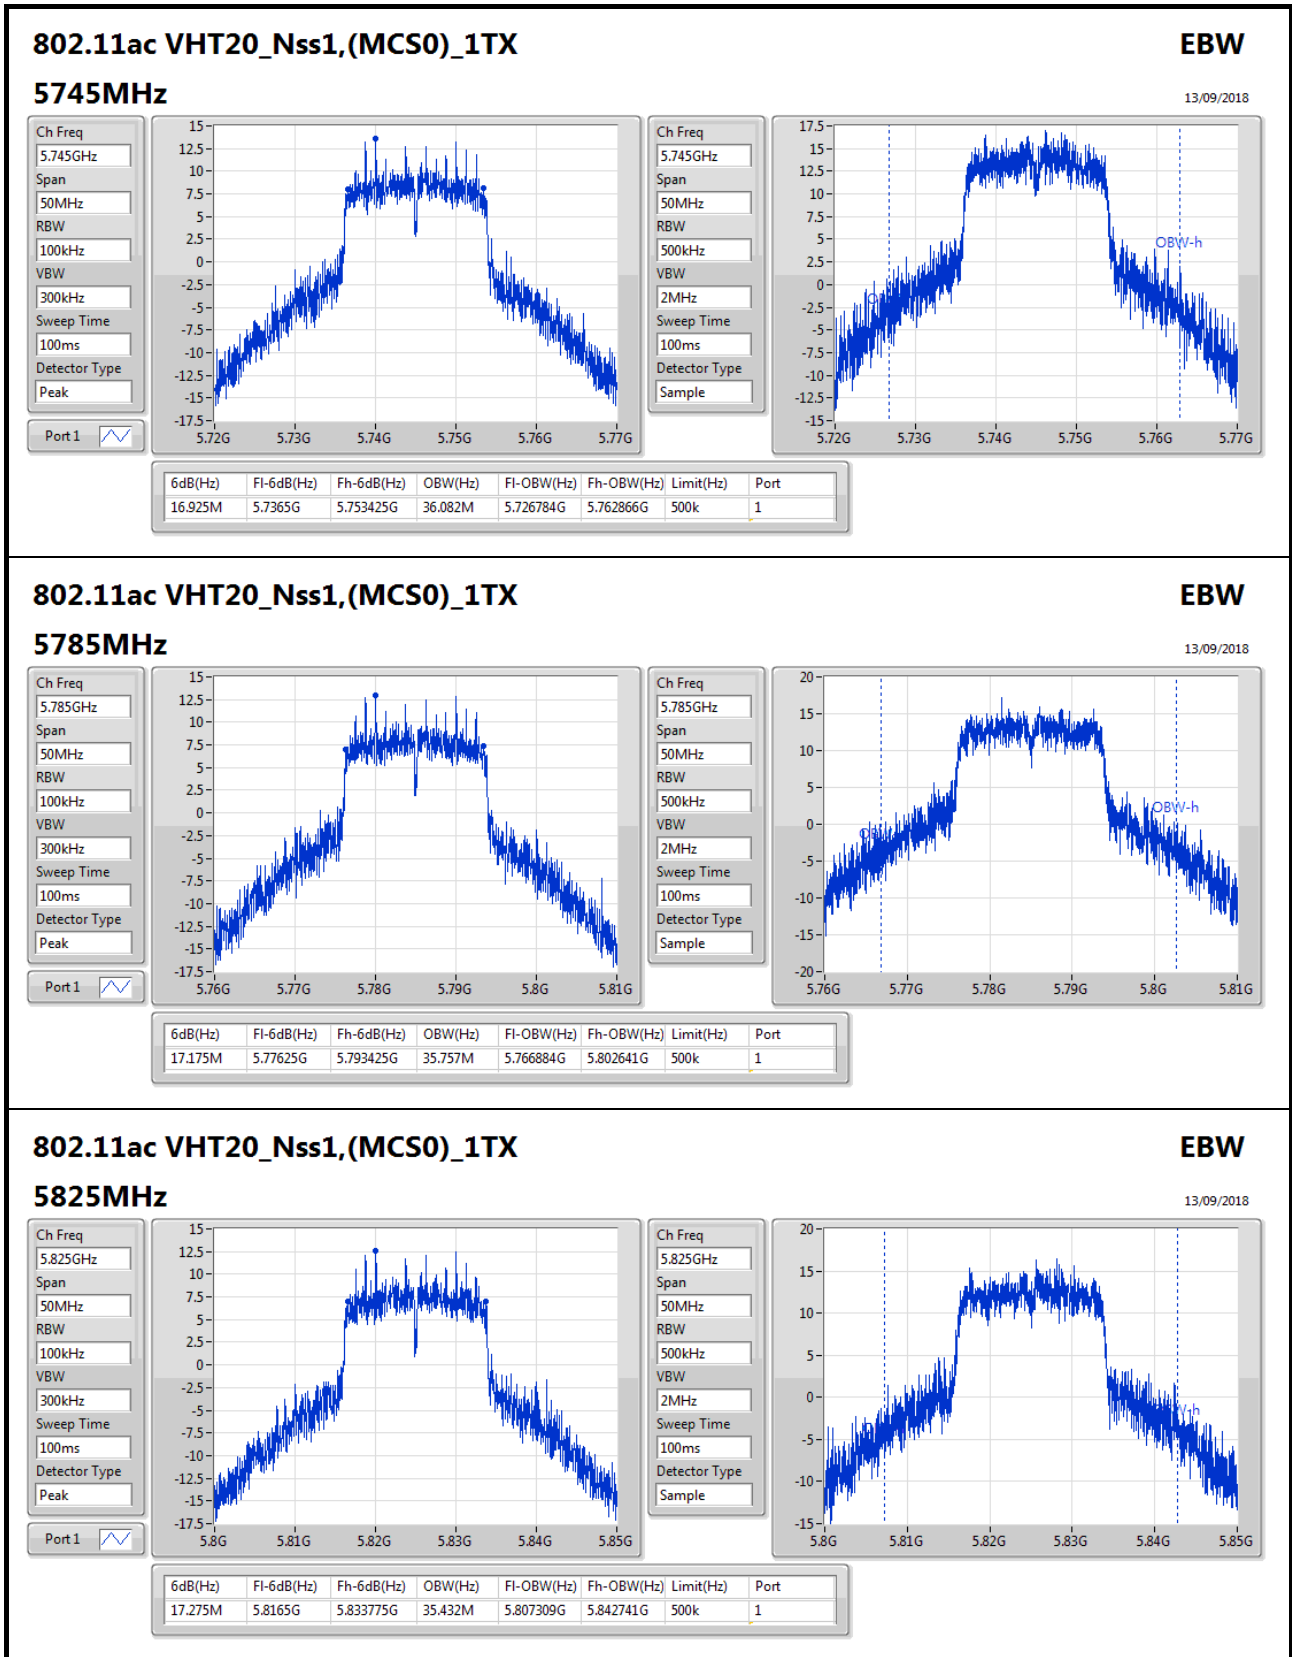 802.11ac VHT20_Nss1,(MCS0)_1TX EBW
5745MHz 13/09/2018
Ch Freq
5.745GHz
Span
50MHz
RBW
100kHz
VBW
300kHz
Sweep Time
100ms
Detector Type
Peak
Port 1
15
12.5
10
7.5
5
2.5
0
-2.5
-5
-7.5
-10
-12.5
-15
-17.5
5.72G 5.73G 5.74G 5.75G 5.76G 5.77G
Ch Freq
5.745GHz
Span
50MHz
RBW
500kHz
VBW
2MHz
Sweep Time
100ms
Detector Type
Sample
17.5
15
12.5
10
7.5
5
2.5
0
-2.5
-5
-7.5
-10
-12.5
-15
OBW-h
5.72G 5.73G 5.74G 5.75G 5.76G 5.77G
6dB(Hz) Fl-6dB(Hz) Fh-6dB(Hz) OBW(Hz) Fl-OBW(Hz) Fh-OBW(Hz) Limit(Hz) Port
16.925M 5.7365G 5.753425G 36.082M 5.726784G 5.762866G 500k 1
802.11ac VHT20_Nss1,(MCS0)_1TX EBW
5785MHz 13/09/2018
Ch Freq
5.785GHz
Span
50MHz
RBW
100kHz
VBW
300kHz
Sweep Time
100ms
Detector Type
Peak
Port 1
15
12.5
10
7.5
5
2.5
0
-2.5
-5
-7.5
-10
-12.5
-15
-17.5
5.76G 5.77G 5.78G 5.79G 5.8G 5.81G
Ch Freq
5.785GHz
Span
50MHz
RBW
500kHz
VBW
2MHz
Sweep Time
100ms
Detector Type
Sample
20
15
10
5
0
-5
-10
-15
-20
OBW-h
5.76G 5.77G 5.78G 5.79G 5.8G 5.81G
6dB(Hz) Fl-6dB(Hz) Fh-6dB(Hz) OBW(Hz) Fl-OBW(Hz) Fh-OBW(Hz) Limit(Hz) Port
17.175M 5.77625G 5.793425G 35.757M 5.766884G 5.802641G 500k 1
802.11ac VHT20_Nss1,(MCS0)_1TX EBW
5825MHz 13/09/2018
Ch Freq
5.825GHz
Span
50MHz
RBW
100kHz
VBW
300kHz
Sweep Time
100ms
Detector Type
Peak
Port 1
15
12.5
10
7.5
5
2.5
0
-2.5
-5
-7.5
-10
-12.5
-15
-17.5
5.8G 5.81G 5.82G 5.83G 5.84G 5.85G
Ch Freq
5.825GHz
Span
50MHz
RBW
500kHz
VBW
2MHz
Sweep Time
100ms
Detector Type
Sample
20
15
10
5
0
-5
-10
-15
5.8G 5.81G 5.82G 5.83G 5.84G 5.85G
6dB(Hz) Fl-6dB(Hz) Fh-6dB(Hz) OBW(Hz) Fl-OBW(Hz) Fh-OBW(Hz) Limit(Hz) Port
17.275M 5.8165G 5.833775G 35.432M 5.807309G 5.842741G 500k 1